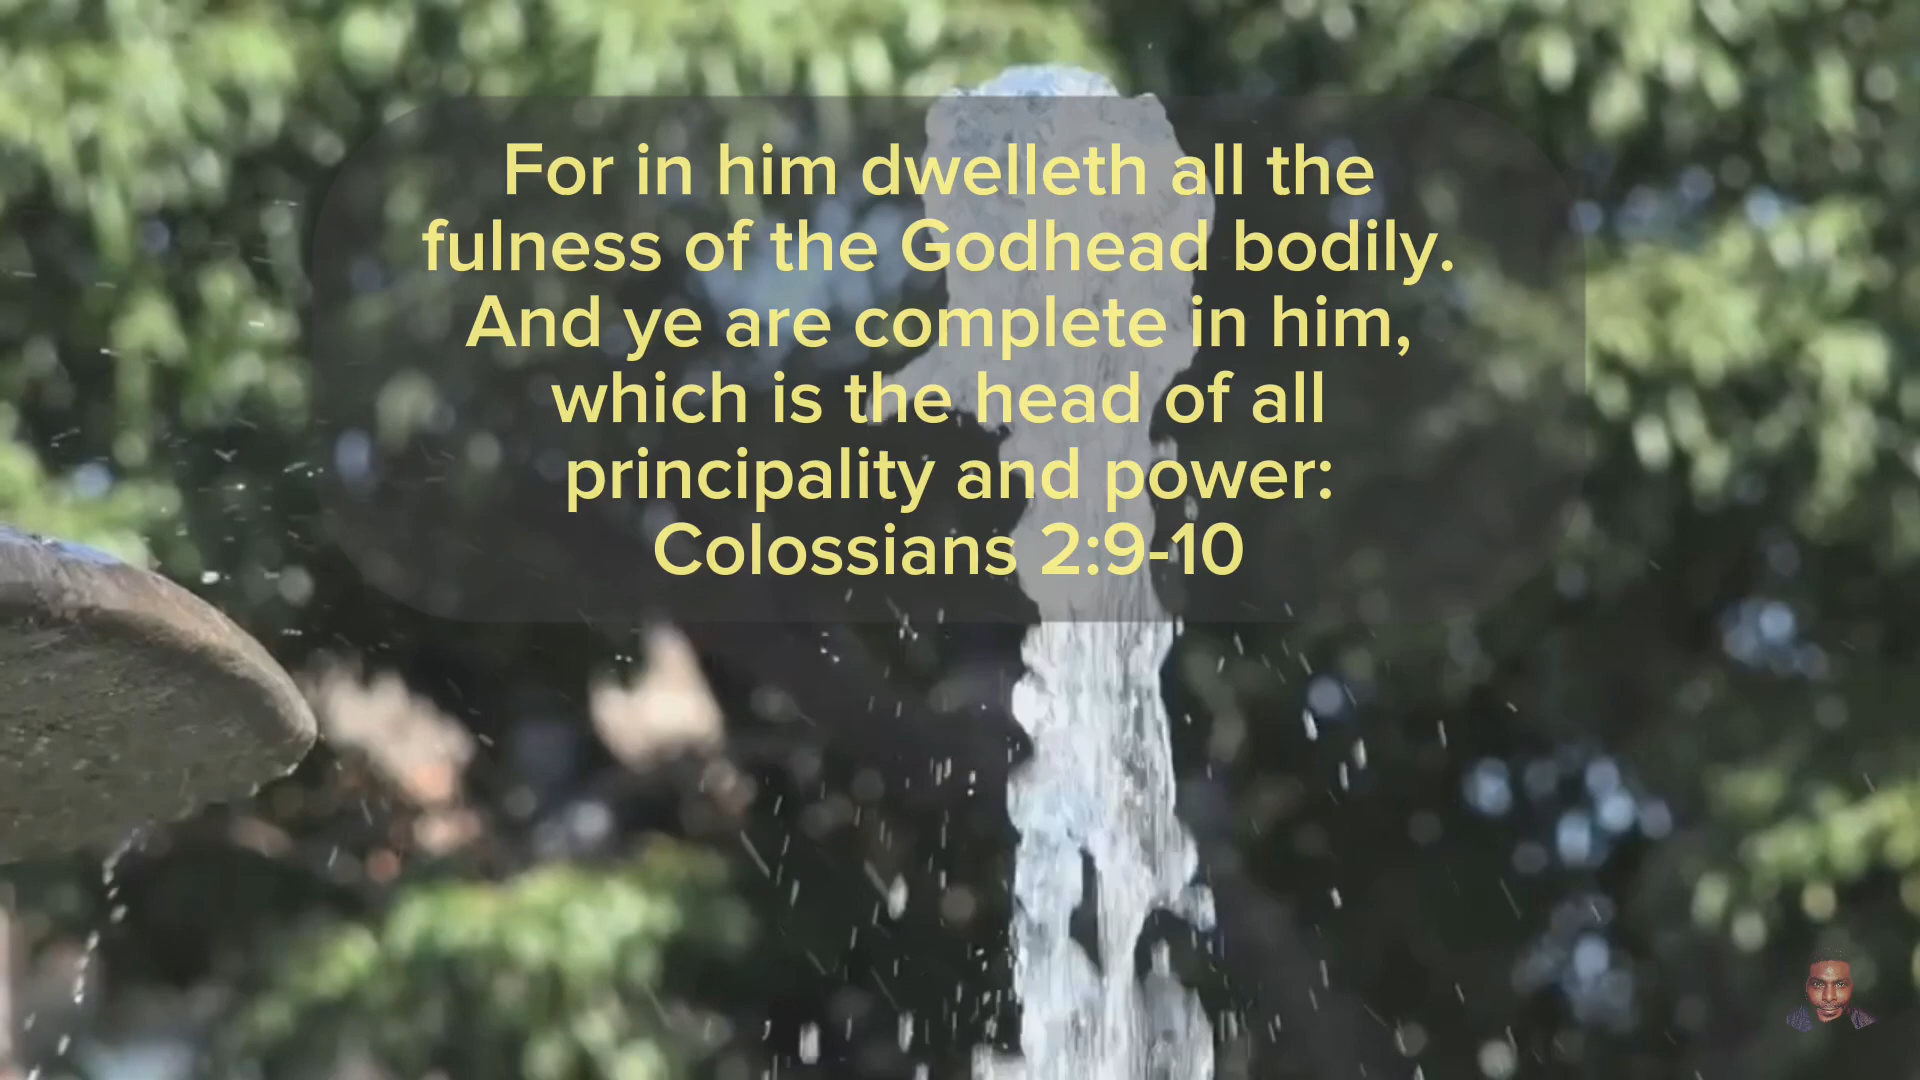 For in him dwelleth all the
fulness of the Godhead bodily.
And ye are complete in him,
which is the head of all
principality and power:
Colossians 2:9-10